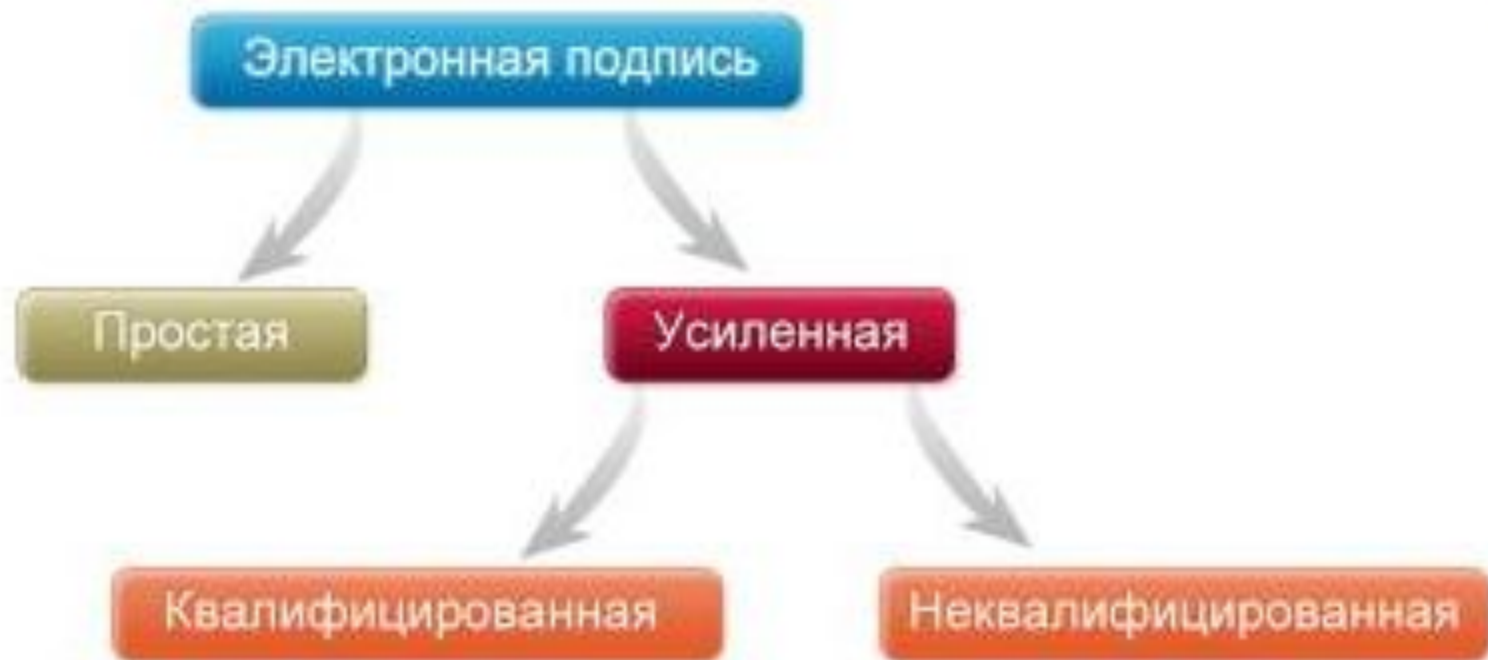 Электронная подпись
Простая
Усиленная
Квалифицированная
Неквалифицированная